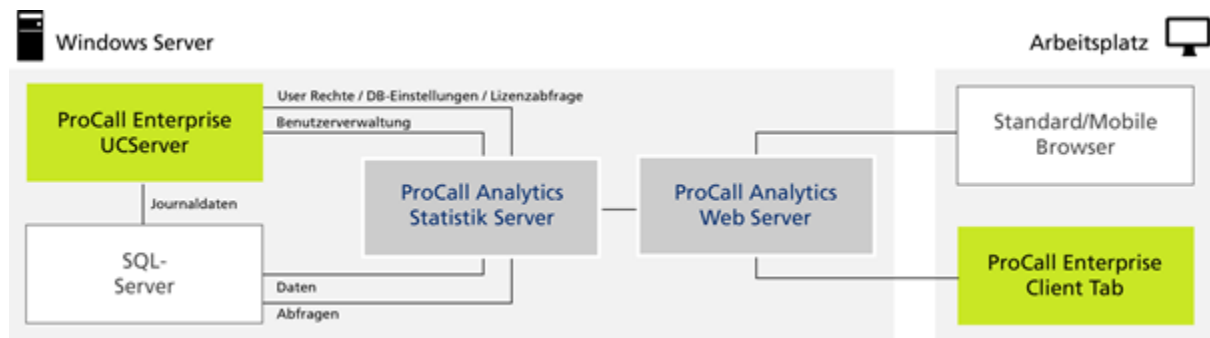 Windows Server
Arbeitsplatz
ProCall Enterprise
UCServer
User Rechte / DB-Einstellungen / Lizenzabfrage
Benutzerverwaltung
Journaldaten
SQL-
Server
Daten
Abfragen
ProCall Analytics
Statistik Server
ProCall Analytics
Web Server
Standard/Mobile
Browser
ProCall Enterprise
Client Tab